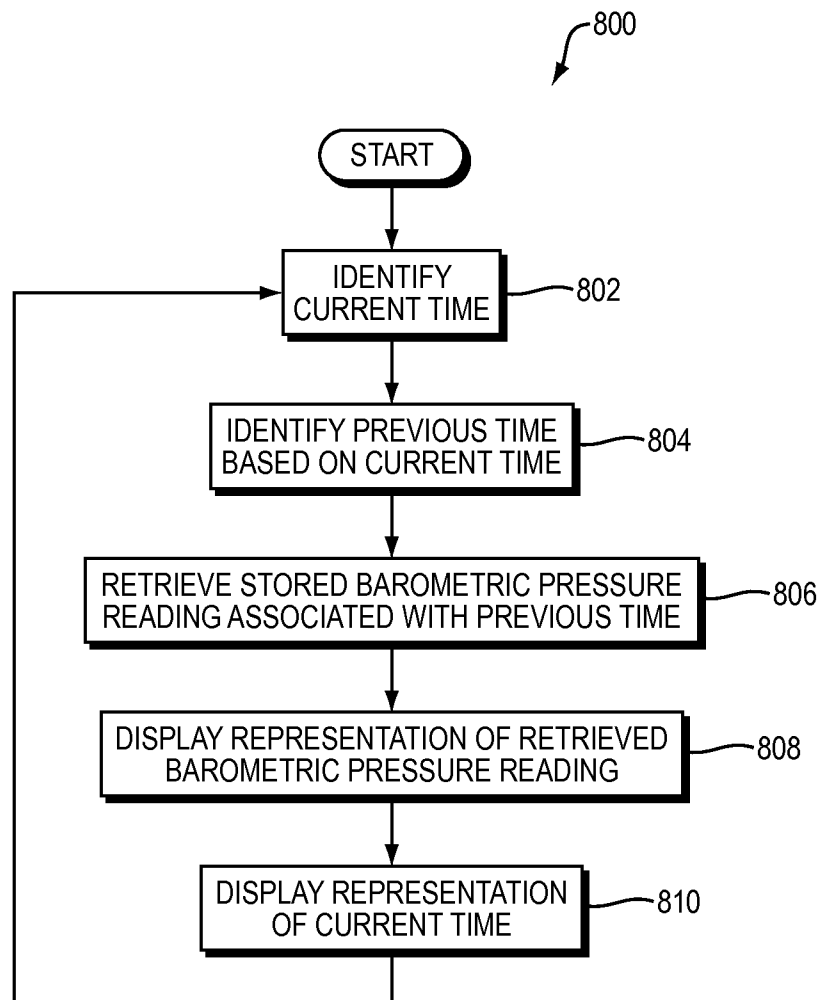 800
START
IDENTIFY
CURRENT TIME
802
IDENTIFY PREVIOUS TIME
BASED ON CURRENT TIME
804
RETRIEVE STORED BAROMETRIC PRESSURE
READING ASSOCIATED WITH PREVIOUS TIME
806
DISPLAY REPRESENTATION OF RETRIEVED
BAROMETRIC PRESSURE READING
808
DISPLAY REPRESENTATION
OF CURRENT TIME
810